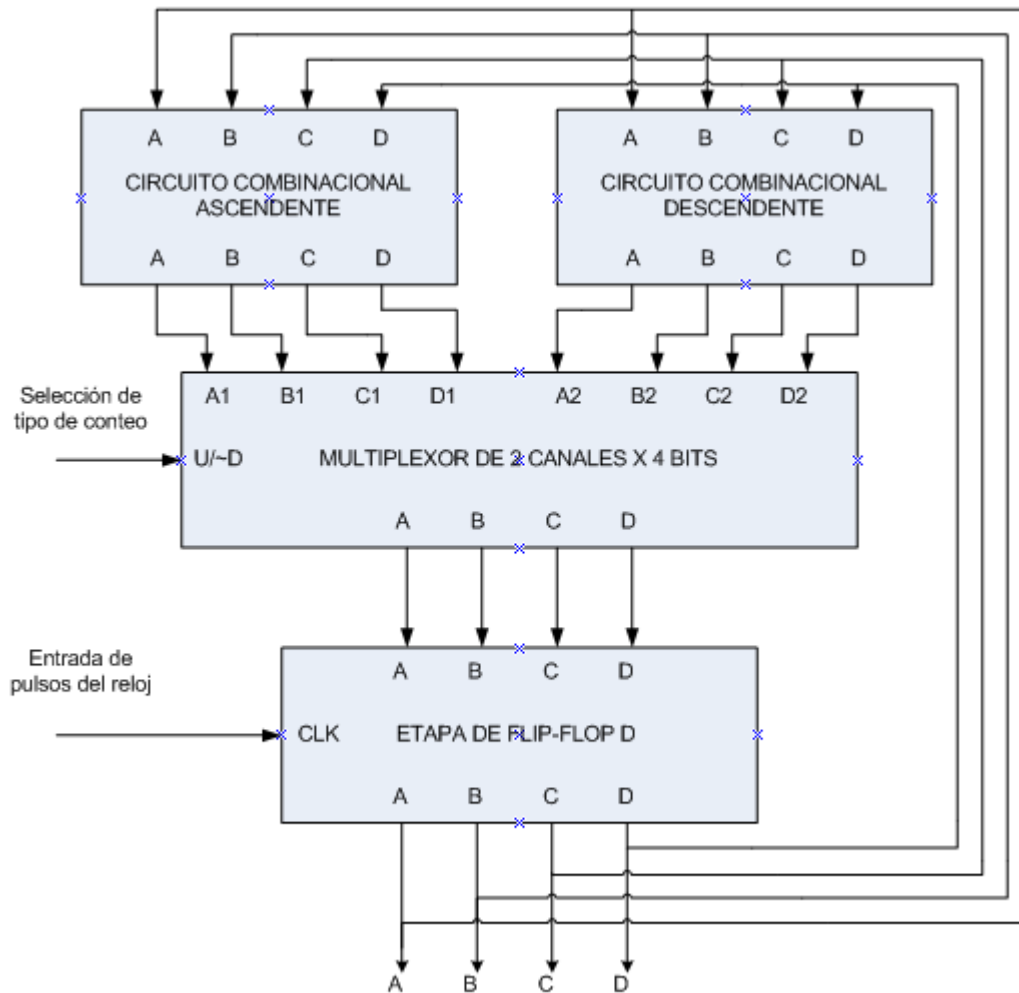 A B C D
CIRCUITO COMBINACIONAL
ASCENDENTE
A B C D
A B C D
CIRCUITO COMBINACIONAL
DESCENDENTE
A B C D
Selección de
tipo de conteo
A1 B1 C1 D1 A2 B2 C2 D2
U/~D MULTIPLEXOR DE 2 CANALES X 4 BITS
A B C D
Entrada de
pulsos del reloj
A B C D
CLK ETAPA DE FLIP-FLOP D
A B C D
A B C D